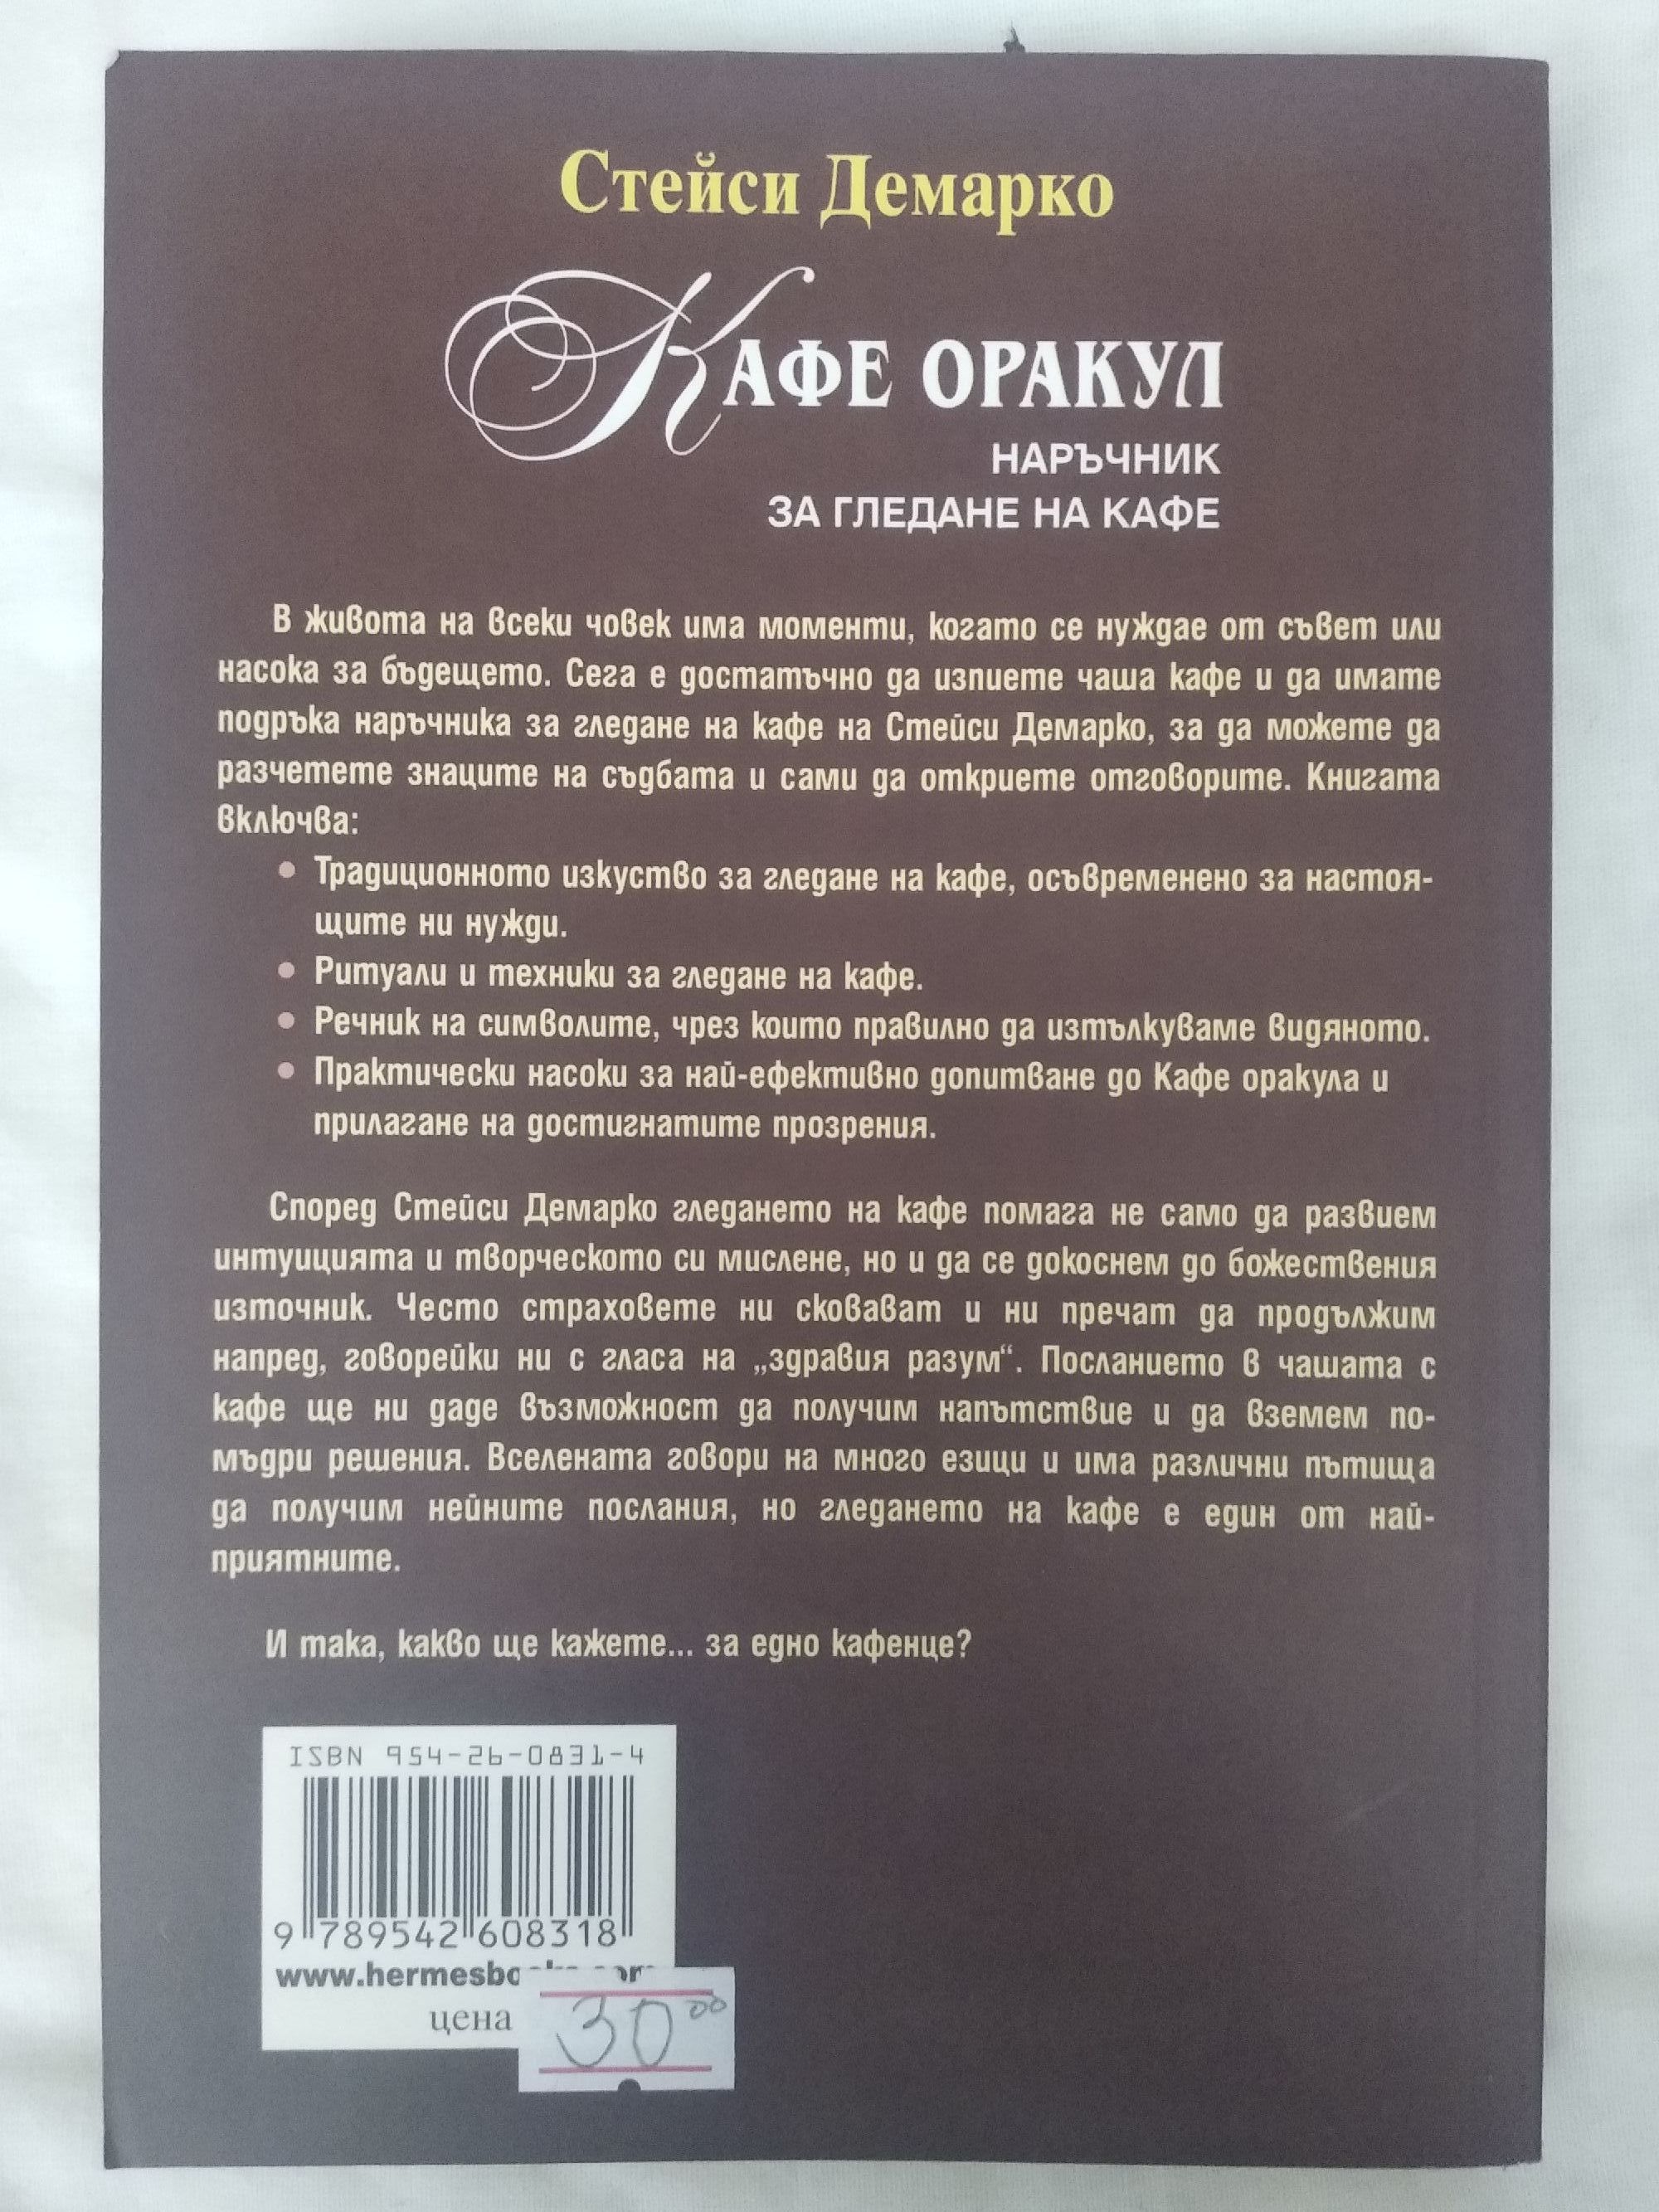 Стейси Демарко
КАФЕ ОРАКУЛ
НАРЪЧНИК
ЗА ГЛЕДАНЕ НА КАФЕ
В живота на всеки човек има моменти, когато се нуждае от съвет или
насока за бъдещето. Сега е достатъчно да изпиете чаша кафе и да имате
подръка наръчника за гледане на кафе на Стейси Демарко, за да можете да
разчетете знаците на съдбата и сами да откриете отговорите. Книгата
включва:
• Традиционното изкуство за гледане на кафе, осъвременено за настоя-
щите ни нужди.
• Ритуали и техники за гледане на кафе.
• Речник на символите, чрез които правилно да изтълкуваме видяното.
• Практически насоки за най-ефективно допитване до Кафе оракула и
прилагане на достигнатите прозрения.
Според Стейси Демарко гледането на кафе помага не само да развием
интуицията и творческото си мислене, но и да се докоснем до божествения
източник. Често страховете ни сковават и ни пречат да продължим
напред, говорейки ни с гласа на „здравия разум“. Посланието в чашата с
кафе ще ни даде възможност да получим напътствие и да вземем по-
мъдри решения. Вселената говори на много езици и има различни пътища
да получим нейните послания, но гледането на кафе е един от най-
приятните.
И така, какво ще кажете... за едно кафенце?
ISBN 954-26-0831-4
9 789542 608318
цена 30 00